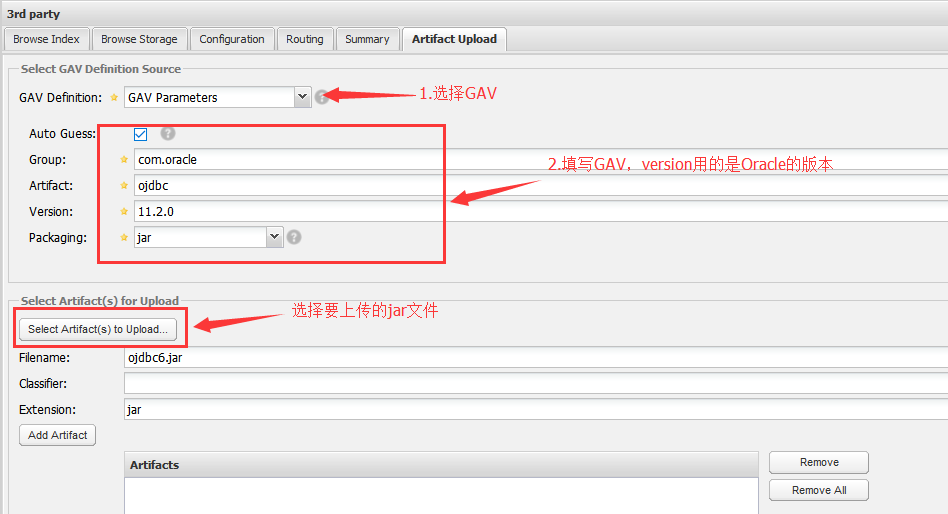 3rd party
Browse Index Browse Storage Configuration Routing Summary Artifact Upload
Select GAV Definition Source
GAV Definition: GAV Parameters
1.选择GAV
Auto Guess:
Group: com.oracle
2.填写GAV，version用的是Oracle的版本
Artifact: ojdbc
Version: 11.2.0
Packaging: jar
Select Artifact(s) for Upload
选择要上传的jar文件
Select Artifact(s) to Upload...
Filename: ojdbc6.jar
Classifier:
Extension: jar
Add Artifact
Artifacts
Remove
Remove All